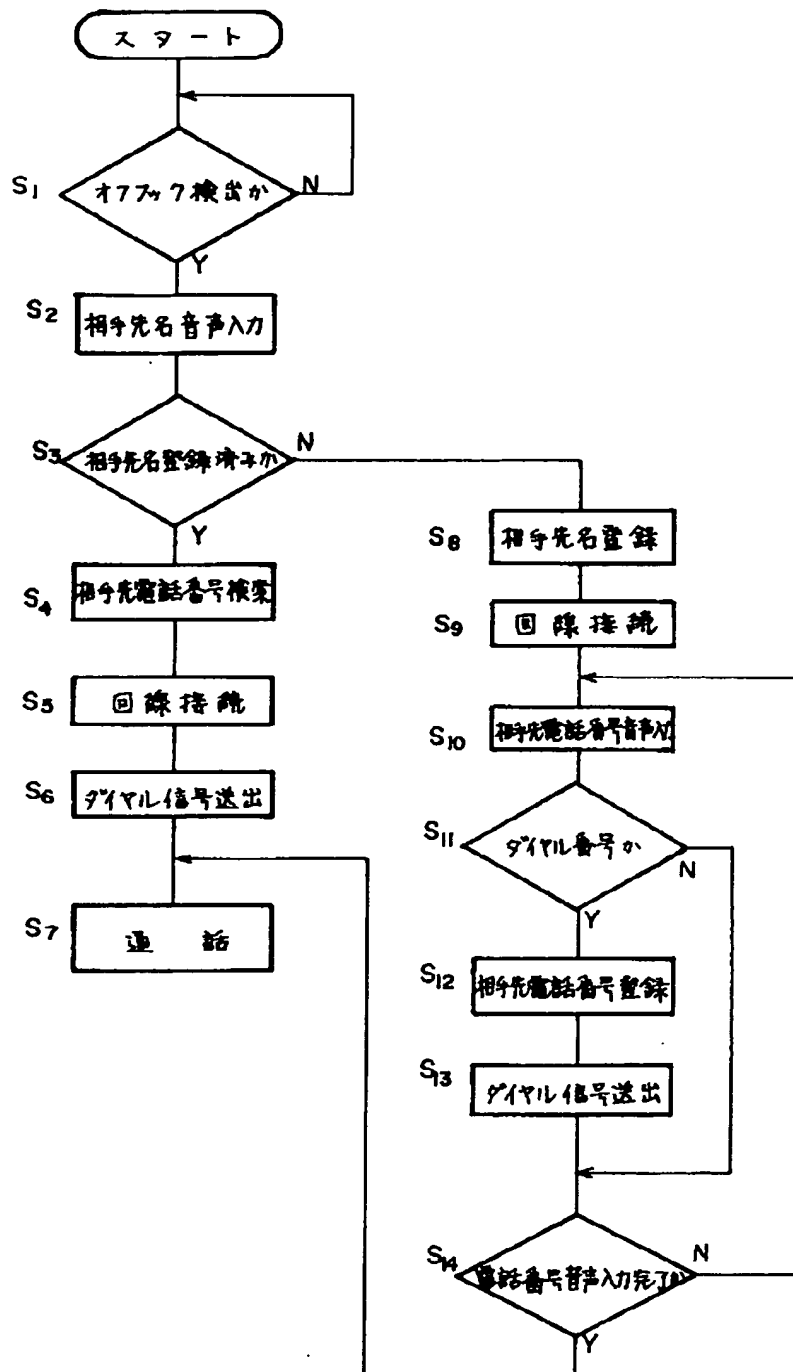 スタート
S1
オフフック検出か
N
Y
S2
相手先名音声入力
S3
相手先名登録済みか
N
Y
S4
相手先電話番号検索
S5
回線接続
S6
ダイヤル信号送出
S7
通話
S8
相手先名登録
S9
回線接続
S10
相手先電話番号音声入力
S11
ダイヤル番号か
N
Y
S12
相手先電話番号登録
S13
ダイヤル信号送出
S14
電話番号音声入力完了か
N
Y